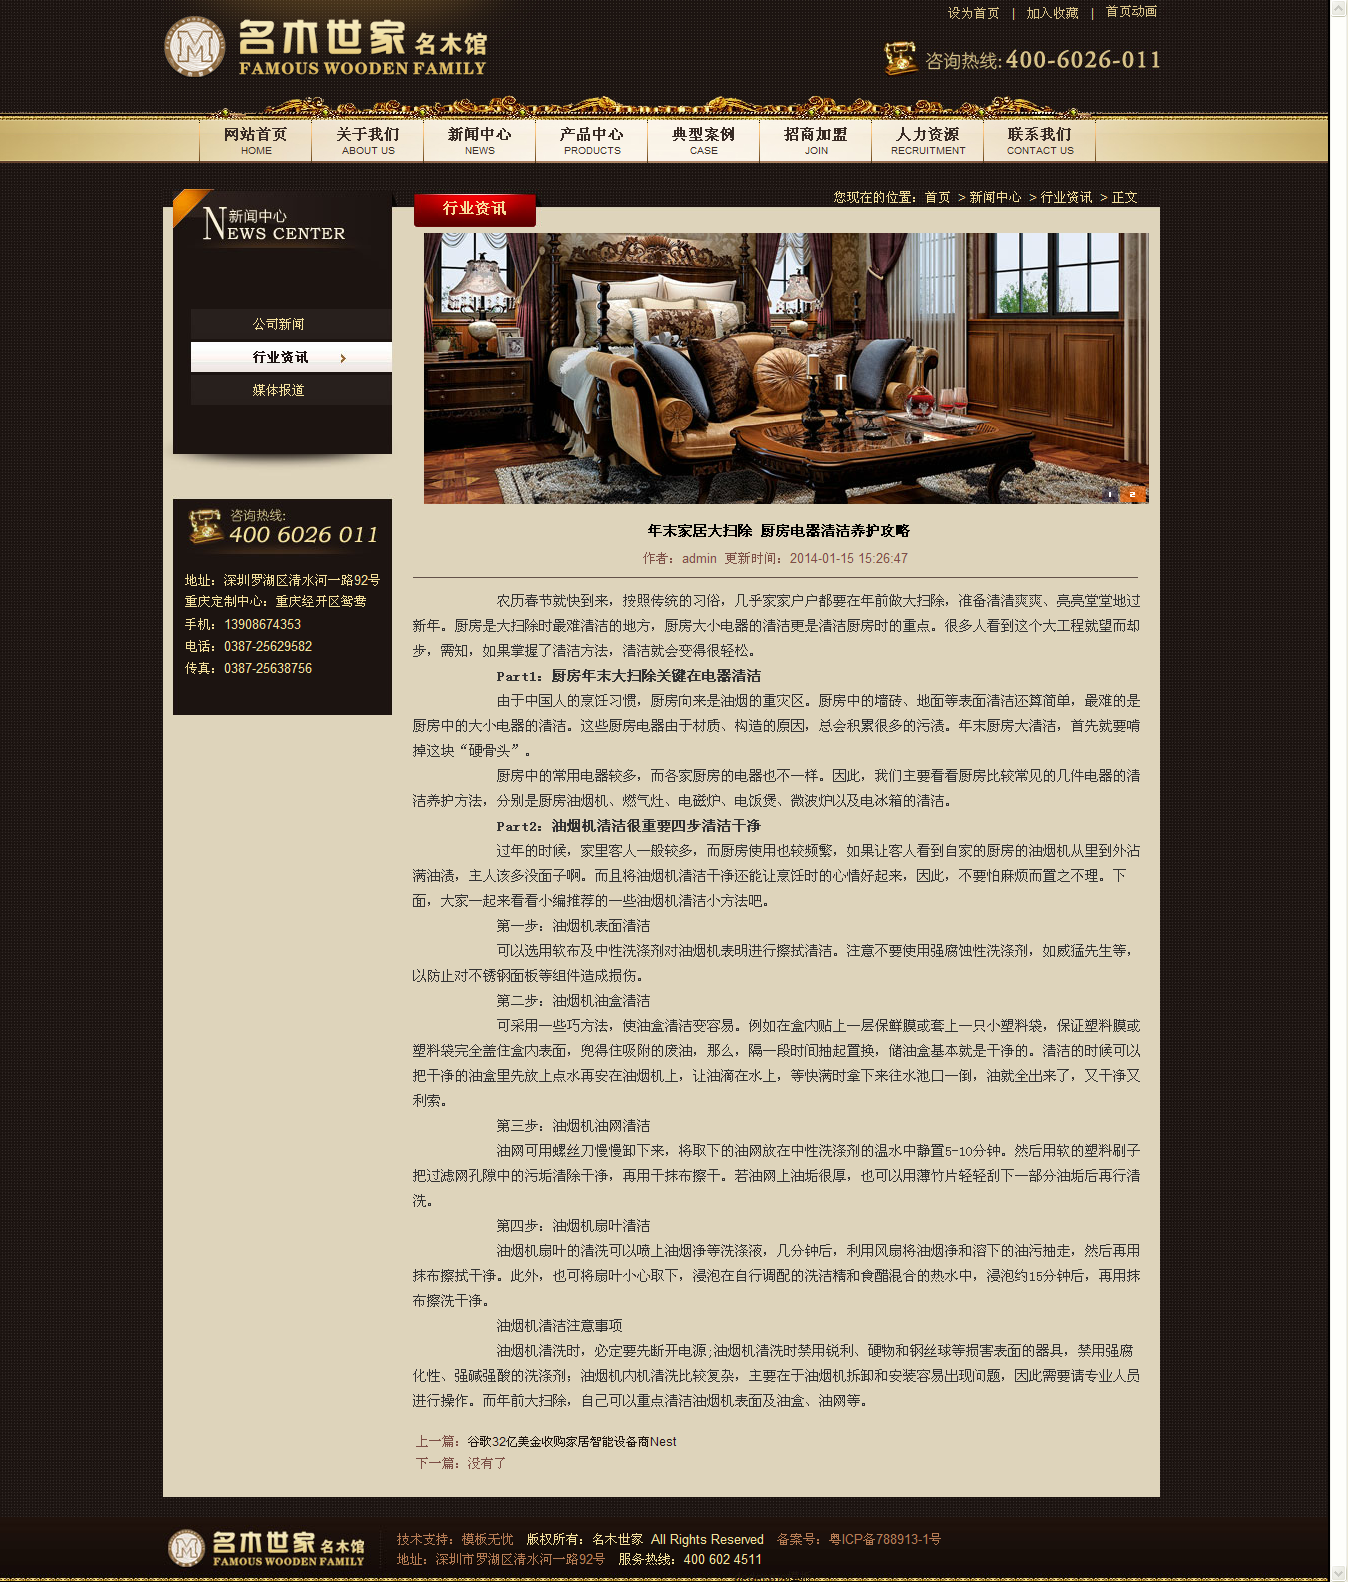 设为首页 | 加入收藏 | 首页动画
名木世家 名木馆
FAMOUS WOODEN FAMILY
咨询热线: 400-6026-011
网站首页 关于我们 新闻中心 产品中心 典型案例 招商加盟 人力资源 联系我们
HOME ABOUT US NEWS PRODUCTS CASE JOIN RECRUITMENT CONTACT US
您现在的位置：首页 > 新闻中心 > 行业资讯 > 正文
新闻中心
NEWS CENTER
公司新闻
行业资讯
媒体报道
咨询热线:
400 6026 011
地址：深圳罗湖区清水河一路92号
重庆定制中心：重庆经开区鸳鸯
手机：13908674353
电话：0387-25629582
传真：0387-25638756
行业资讯
1 2
年末家居大扫除 厨房电器清洁养护攻略
作者：admin 更新时间：2014-01-15 15:26:47
农历春节就快到来，按照传统的习俗，几乎家家户户都要在年前做大扫除，准备清清爽爽、亮亮堂堂地过
新年。厨房是大扫除时最难清洁的地方，厨房大小电器的清洁更是清洁厨房时的重点。很多人看到这个大工程就望而却
步，需知，如果掌握了清洁方法，清洁就会变得很轻松。
Part1：厨房年末大扫除关键在电器清洁
由于中国人的烹饪习惯，厨房向来是油烟的重灾区。厨房中的墙砖、地面等表面清洁还算简单，最难的是
厨房中的大小电器的清洁。这些厨房电器由于材质、构造的原因，总会积累很多的污渍。年末厨房大清洁，首先就要啃
掉这块“硬骨头”。
厨房中的常用电器较多，而各家厨房的电器也不一样。因此，我们主要看看厨房比较常见的几件电器的清
洁养护方法，分别是厨房油烟机、燃气灶、电磁炉、电饭煲、微波炉以及电冰箱的清洁。
Part2：油烟机清洁很重要四步清洁干净
过年的时候，家里客人一般较多，而厨房使用也较频繁，如果让客人看到自家的厨房的油烟机从里到外沾
满油渍，主人该多没面子啊。而且将油烟机清洁干净还能让烹饪时的心情好起来，因此，不要怕麻烦而置之不理。下
面，大家一起来看看小编推荐的一些油烟机清洁小方法吧。
第一步：油烟机表面清洁
可以选用软布及中性洗涤剂对油烟机表明进行擦拭清洁。注意不要使用强腐蚀性洗涤剂，如威猛先生等，
以防止对不锈钢面板等组件造成损伤。
第二步：油烟机油盒清洁
可采用一些巧方法，使油盒清洁变容易。例如在盒内贴上一层保鲜膜或套上一只小塑料袋，保证塑料膜或
塑料袋完全盖住盒内表面，兜得住吸附的废油，那么，隔一段时间抽起置换，储油盒基本就是干净的。清洁的时候可以
把干净的油盒里先放上点水再安在油烟机上，让油滴在水上，等快满时拿下来往水池口一倒，油就全出来了，又干净又
利索。
第三步：油烟机油网清洁
油网可用螺丝刀慢慢卸下来，将取下的油网放在中性洗涤剂的温水中静置5-10分钟。然后用软的塑料刷子
把过滤网孔隙中的污垢清除干净，再用干抹布擦干。若油网上油垢很厚，也可以用薄竹片轻轻刮下一部分油垢后再行清
洗。
第四步：油烟机扇叶清洁
油烟机扇叶的清洗可以喷上油烟净等洗涤液，几分钟后，利用风扇将油烟净和溶下的油污抽走，然后再用
抹布擦拭干净。此外，也可将扇叶小心取下，浸泡在自行调配的洗洁精和食醋混合的热水中，浸泡约15分钟后，再用抹
布擦洗干净。
油烟机清洁注意事项
油烟机清洗时，必定要先断开电源;油烟机清洗时禁用锐利、硬物和钢丝球等损害表面的器具，禁用强腐
化性、强碱强酸的洗涤剂；油烟机内机清洗比较复杂，主要在于油烟机拆卸和安装容易出现问题，因此需要请专业人员
进行操作。而年前大扫除，自己可以重点清洁油烟机表面及油盒、油网等。
上一篇：谷歌32亿美金收购家居智能设备商Nest
下一篇：没有了
名木世家 名木馆
FAMOUS WOODEN FAMILY
技术支持：模板无忧 版权所有：名木世家 All Rights Reserved 备案号：粤ICP备788913-1号
地址：深圳市罗湖区清水河一路92号 服务热线：400 602 4511